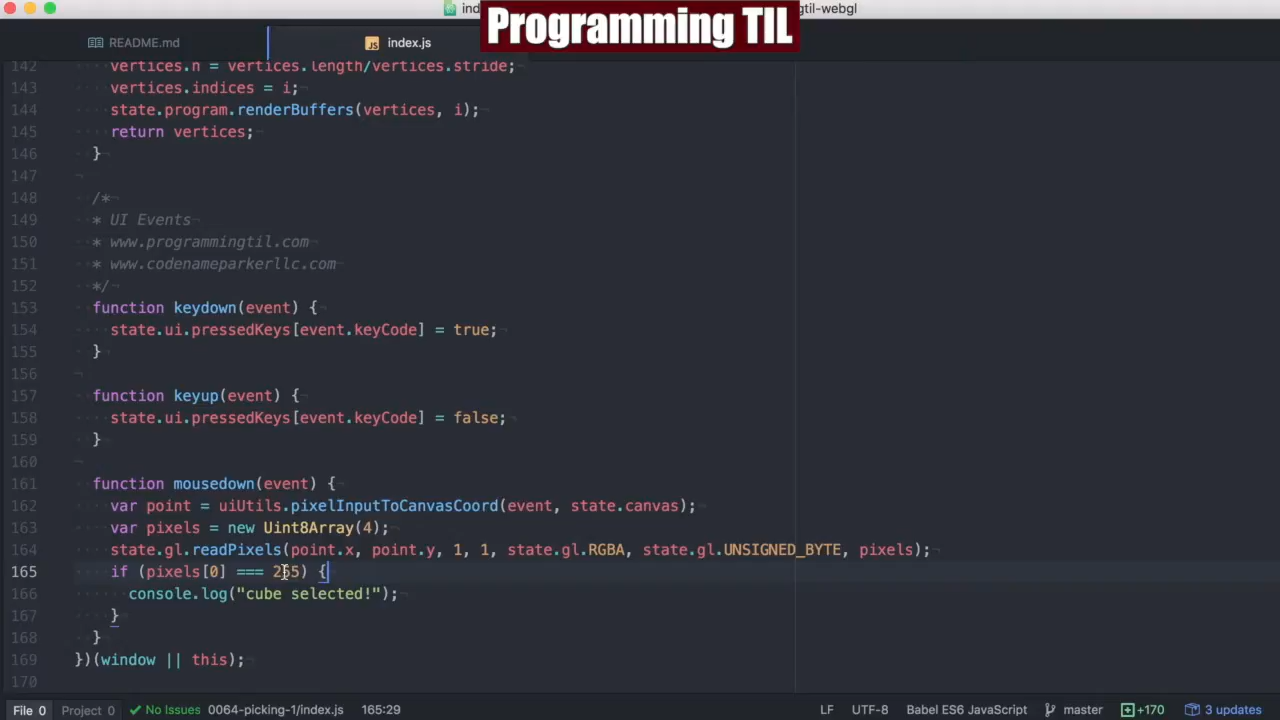 Programming TIL
ind
gtil-webgl
README.md
index.js
142 vertices.n = vertices.length/vertices.stride;
143 vertices.indices = i;
144 state.program.renderBuffers(vertices, i);
145 return vertices;
146 }
147
148 /*
149 * UI Events
150 * www.programmingtil.com
151 * www.codenameparkerllc.com
152 */
153 function keydown(event) {
154 state.ui.pressedKeys[event.keyCode] = true;
155 }
156
157 function keyup(event) {
158 state.ui.pressedKeys[event.keyCode] = false;
159 }
160
161 function mousedown(event) {
162 var point = uiUtils.pixelInputToCanvasCoord(event, state.canvas);
163 var pixels = new Uint8Array(4);
164 state.gl.readPixels(point.x, point.y, 1, 1, state.gl.RGBA, state.gl.UNSIGNED_BYTE, pixels);
165 if (pixels[0] === 255) {
166 console.log("cube selected!");
167 }
168 }
169 })(window || this);
170
File 0 Project 0 No Issues 0064-picking-1/index.js 165:29 LF UTF-8 Babel ES6 JavaScript master +170 3 updates